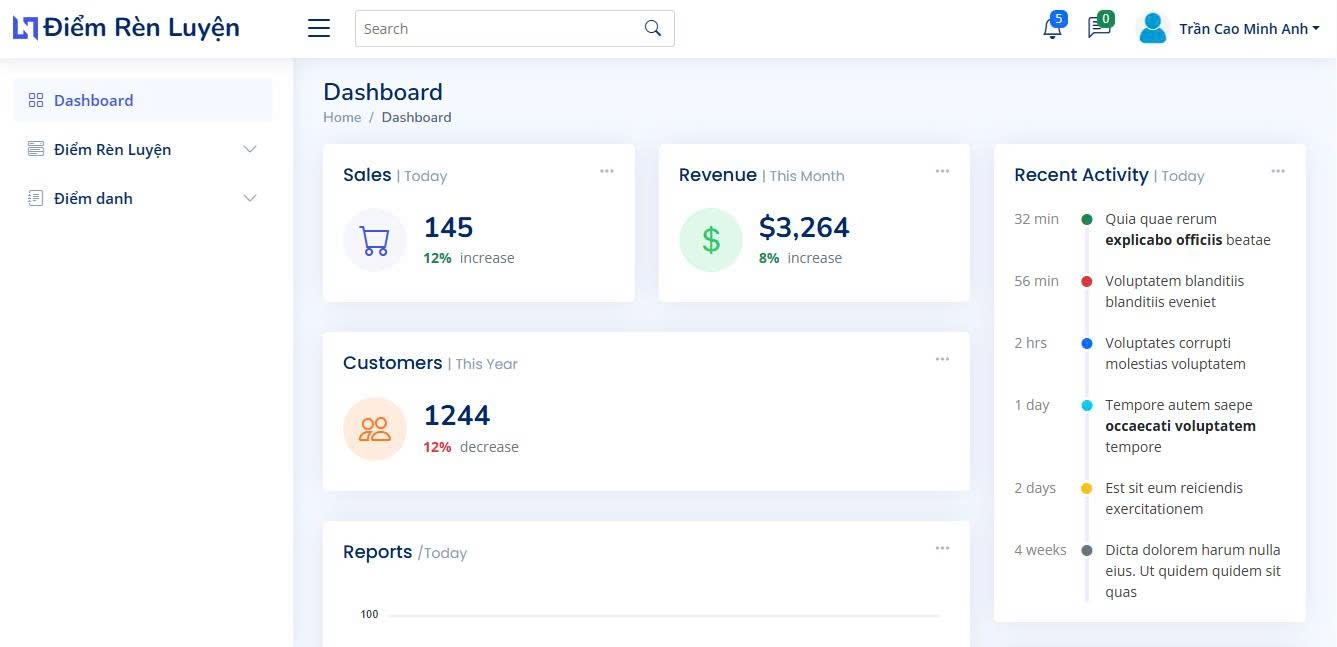 Điểm Rèn Luyện
Search
5
0
Trần Cao Minh Anh
Dashboard
Điểm Rèn Luyện
Điểm danh
Dashboard
Home / Dashboard
Sales | Today
145
12% increase
Revenue | This Month
$3,264
8% increase
Customers | This Year
1244
12% decrease
Reports /Today
100
Recent Activity | Today
32 min
Quia quae rerum
explicabo officiis beatae
56 min
Voluptatem blanditiis
blanditiis eveniet
2 hrs
Voluptates corrupti
molestias voluptatem
1 day
Tempore autem saepe
occaecati voluptatem
tempore
2 days
Est sit eum reiciendis
exercitationem
4 weeks
Dicta dolorem harum nulla
eius. Ut quidem quidem sit
quas